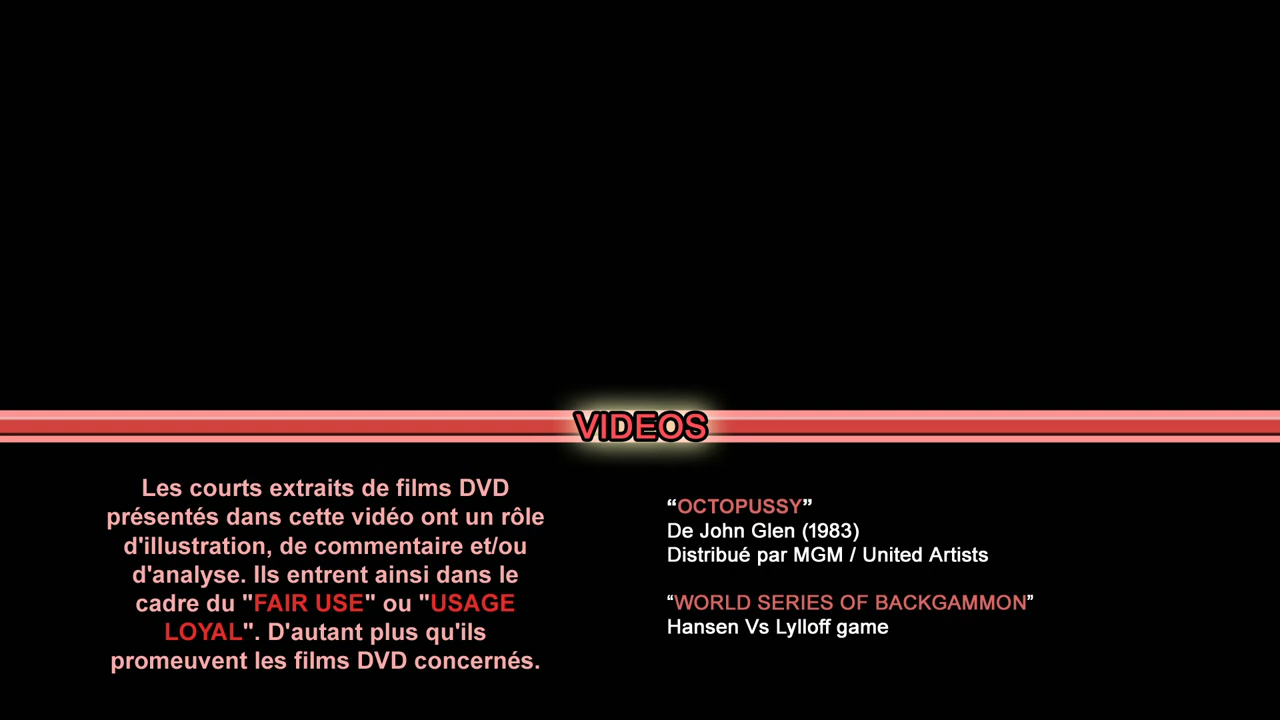 VIDEOS
Les courts extraits de films DVD
présentés dans cette vidéo ont un rôle
d'illustration, de commentaire et/ou
d'analyse. Ils entrent ainsi dans le
cadre du "FAIR USE" ou "USAGE
LOYAL". D'autant plus qu'ils
promeuvent les films DVD concernés.
“OCTOPUSSY”
De John Glen (1983)
Distribué par MGM / United Artists
“WORLD SERIES OF BACKGAMMON”
Hansen Vs Lylloff game